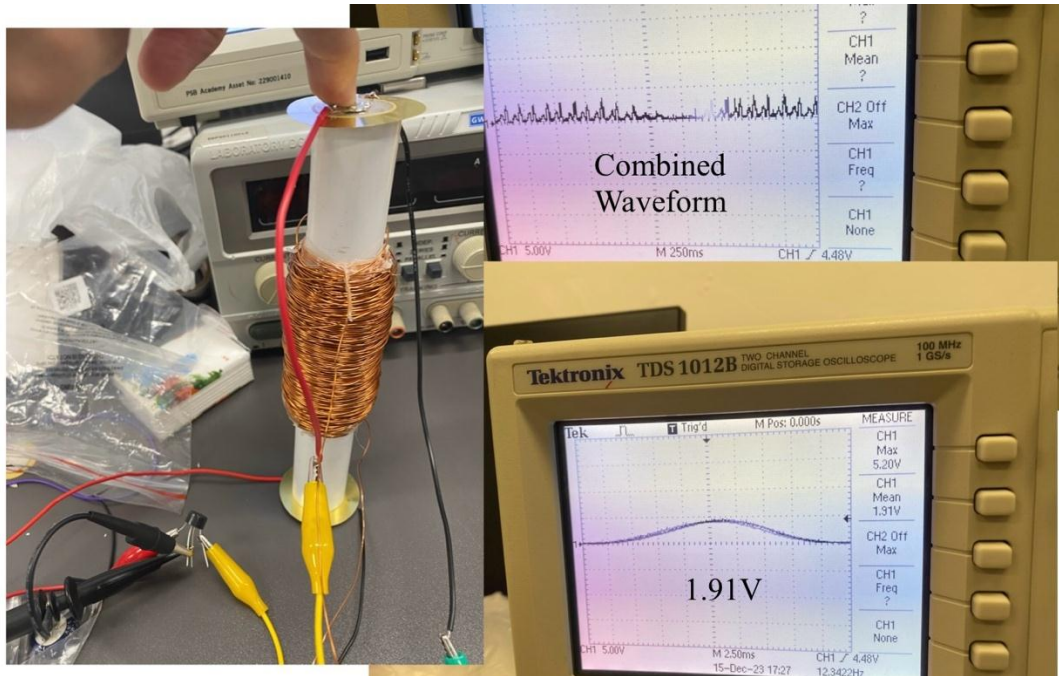 PSB Academy Asset No: 229001410
GW
LABORATORY DC
A
CH1
Mean
?
CH2 Off
Max
CH1
Freq
?
CH1
None
Combined
Waveform
CH1 5.00V M 250ms CH1 / 4.48V
Tektronix TDS 1012B TWO CHANNEL
DIGITAL STORAGE OSCILLOSCOPE
100 MHz
1 GS/s
Tek T Trig'd M Pos: 0.000s MEASURE
CH1
Max
5.20V
CH1
Mean
1.91V
CH2 Off
Max
CH1
Freq
?
CH1
None
1.91V
CH1 5.00V M 2.50ms CH1 / 4.48V
15-Dec-23 17:27 12.3422Hz